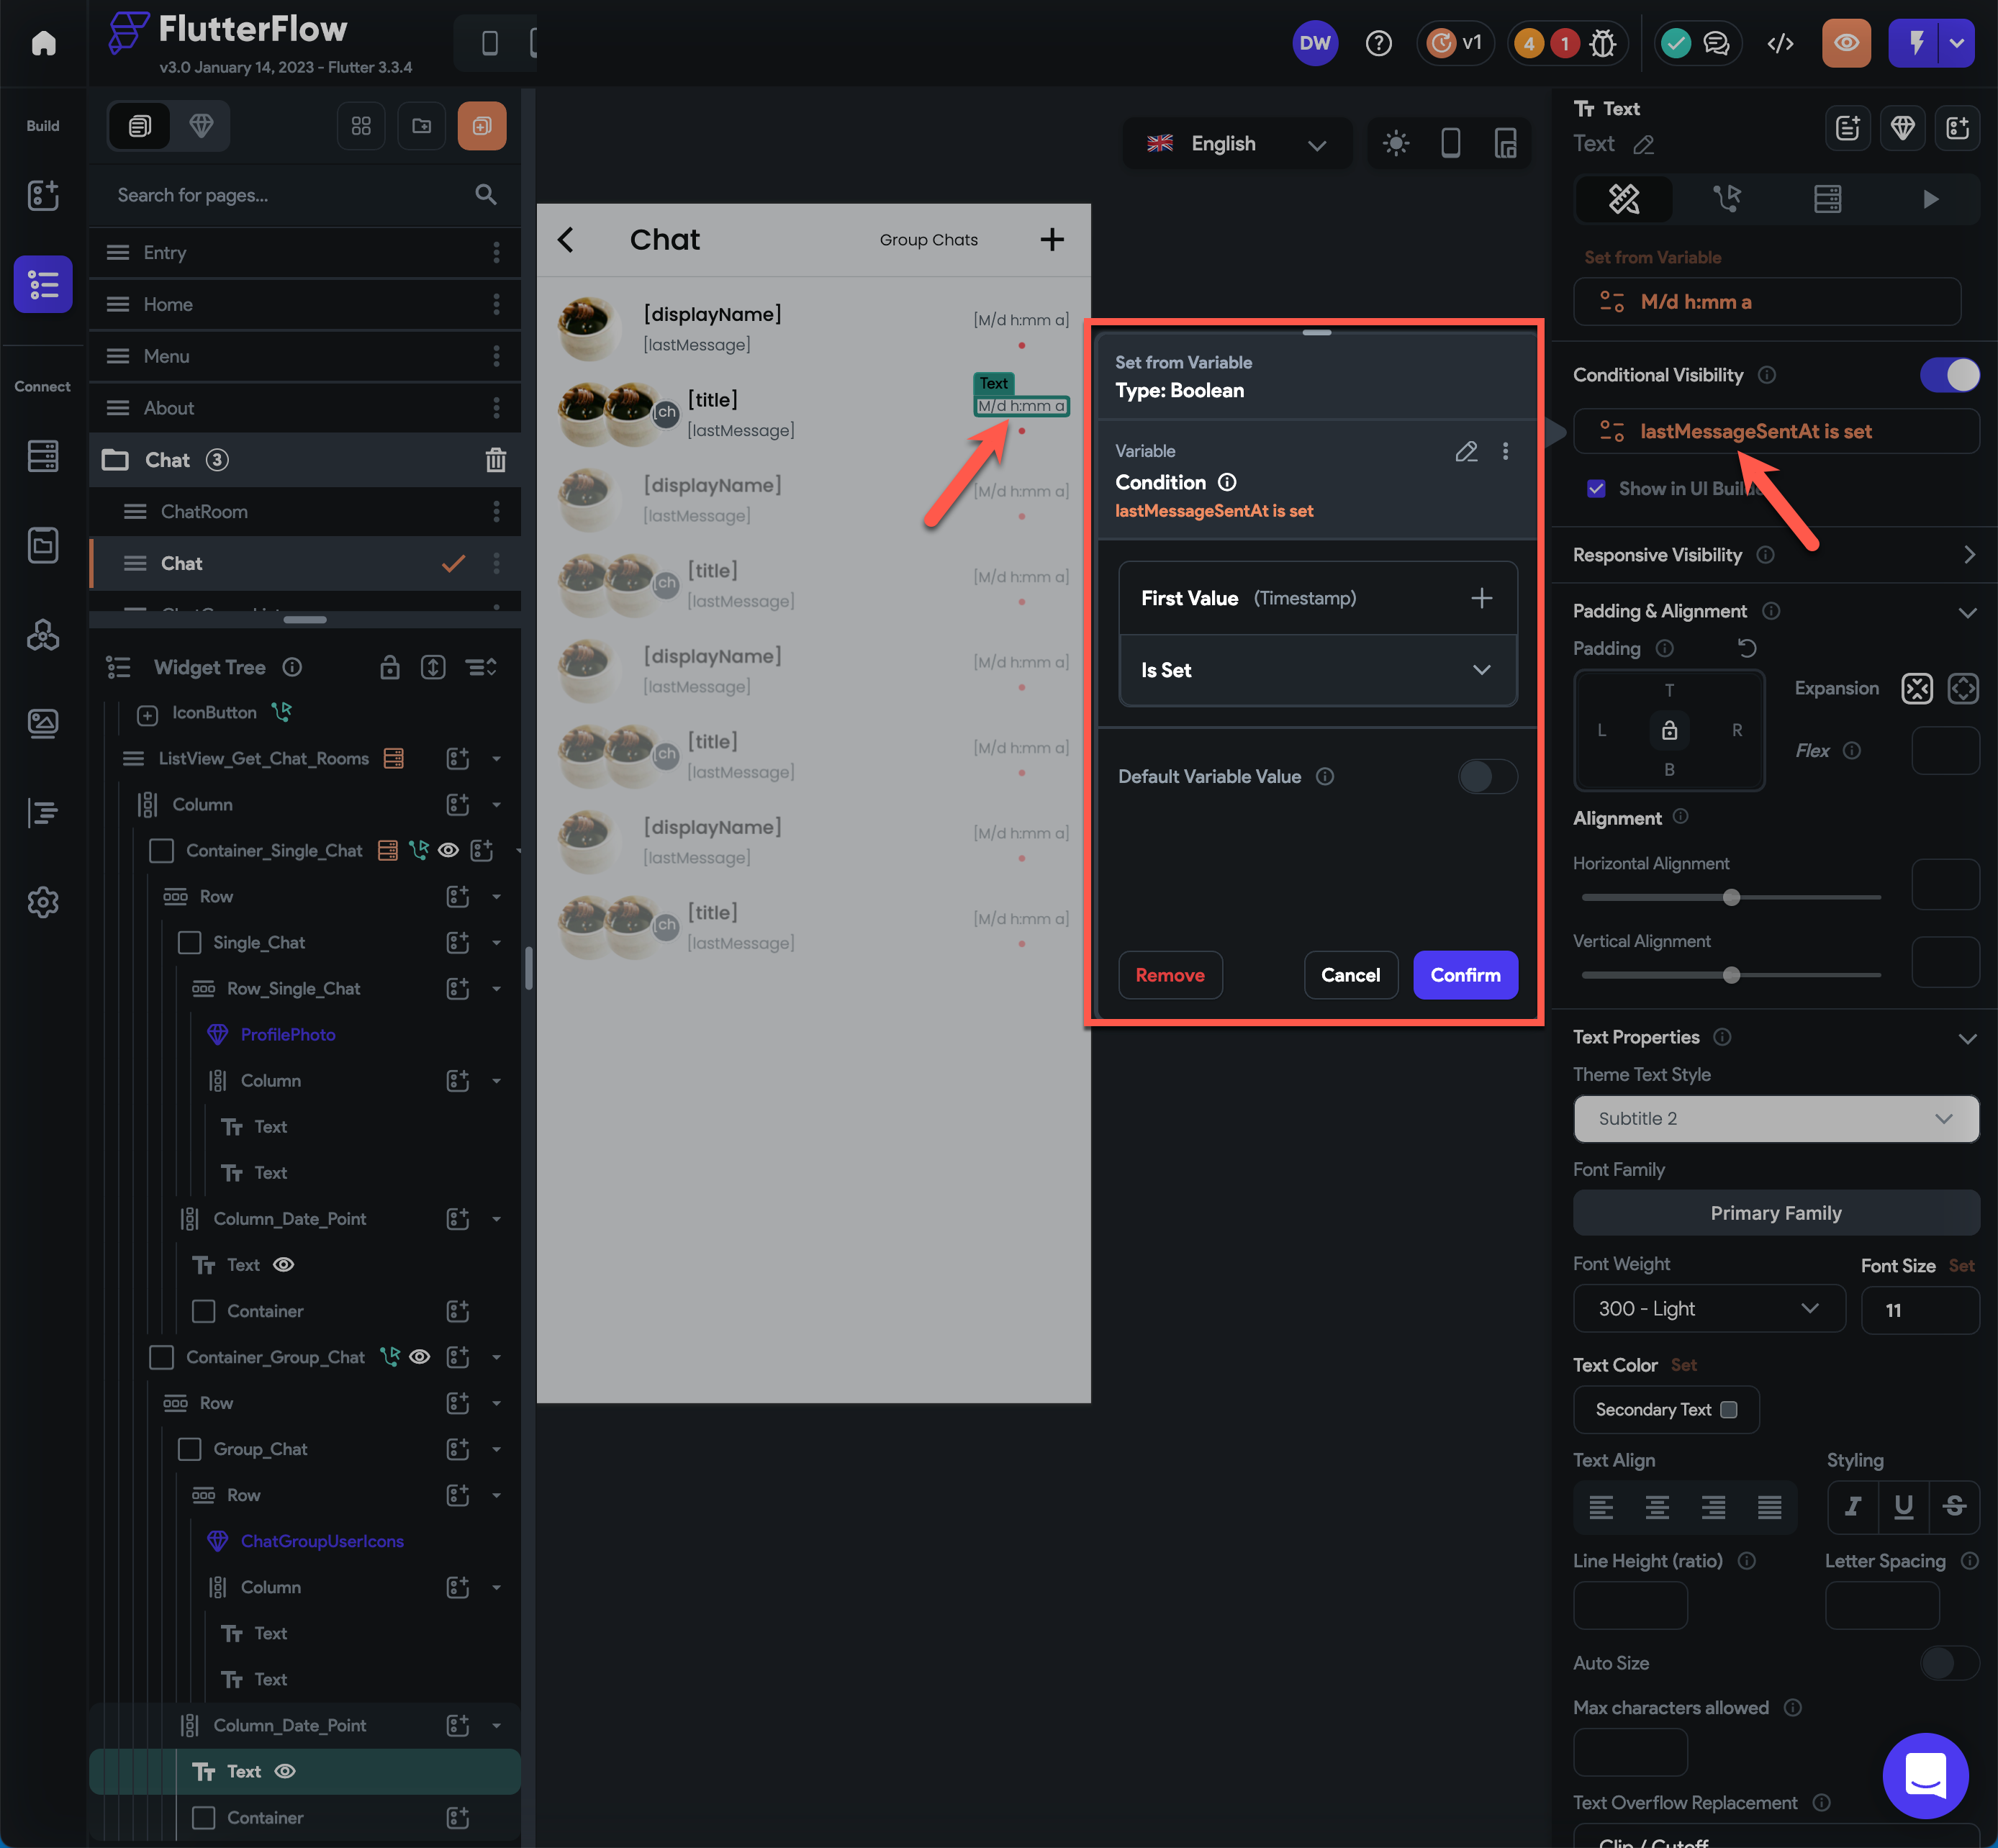 FlutterFlow
v3.0 January 14, 2023 - Flutter 3.3.4
DW
v1
4
1
Build
Search for pages...
Entry
Home
Menu
About
Chat 3
ChatRoom
Chat
Connect
Widget Tree
IconButton
ListView_Get_Chat_Rooms
Column
Container_Single_Chat
Row
Single_Chat
Row_Single_Chat
ProfilePhoto
Column
Text
Text
Column_Date_Point
Text
Container
Container_Group_Chat
Row
Group_Chat
Row
ChatGroupUserIcons
Column
Text
Text
Column_Date_Point
Text
Container
English
Chat
Group Chats
[displayName]
[M/d h:mm a]
[lastMessage]
Text
[title]
M/d h:mm a
[ch
[lastMessage]
[displayName]
[M/d h:mm a]
[lastMessage]
[title]
[M/d h:mm a]
[ch
[lastMessage]
[displayName]
[M/d h:mm a]
[lastMessage]
[title]
[M/d h:mm a]
[ch
[lastMessage]
[displayName]
[M/d h:mm a]
[lastMessage]
[title]
[M/d h:mm a]
[ch
[lastMessage]
Set from Variable
Type: Boolean
Variable
Condition
lastMessageSentAt is set
First Value (Timestamp)
Is Set
Default Variable Value
Remove
Cancel
Confirm
Text
Text
Set from Variable
M/d h:mm a
Conditional Visibility
lastMessageSentAt is set
Show in UI
Responsive Visibility
Padding & Alignment
Padding
T
L
R
B
Expansion
Flex
Alignment
Horizontal Alignment
Vertical Alignment
Text Properties
Theme Text Style
Subtitle 2
Font Family
Primary Family
Font Weight
Font Size Set
300 - Light
11
Text Color Set
Secondary Text
Text Align
Styling
I U S
Line Height (ratio)
Letter Spacing
Auto Size
Max characters allowed
Text Overflow Replacement
Clip / Cutoff